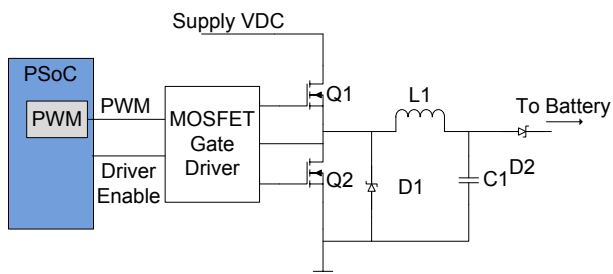 Supply VDC
PSoC
PWM
PWM
Driver
Enable
MOSFET
Gate
Driver
Q1
Q2
L1
To Battery
D1
C1
D2